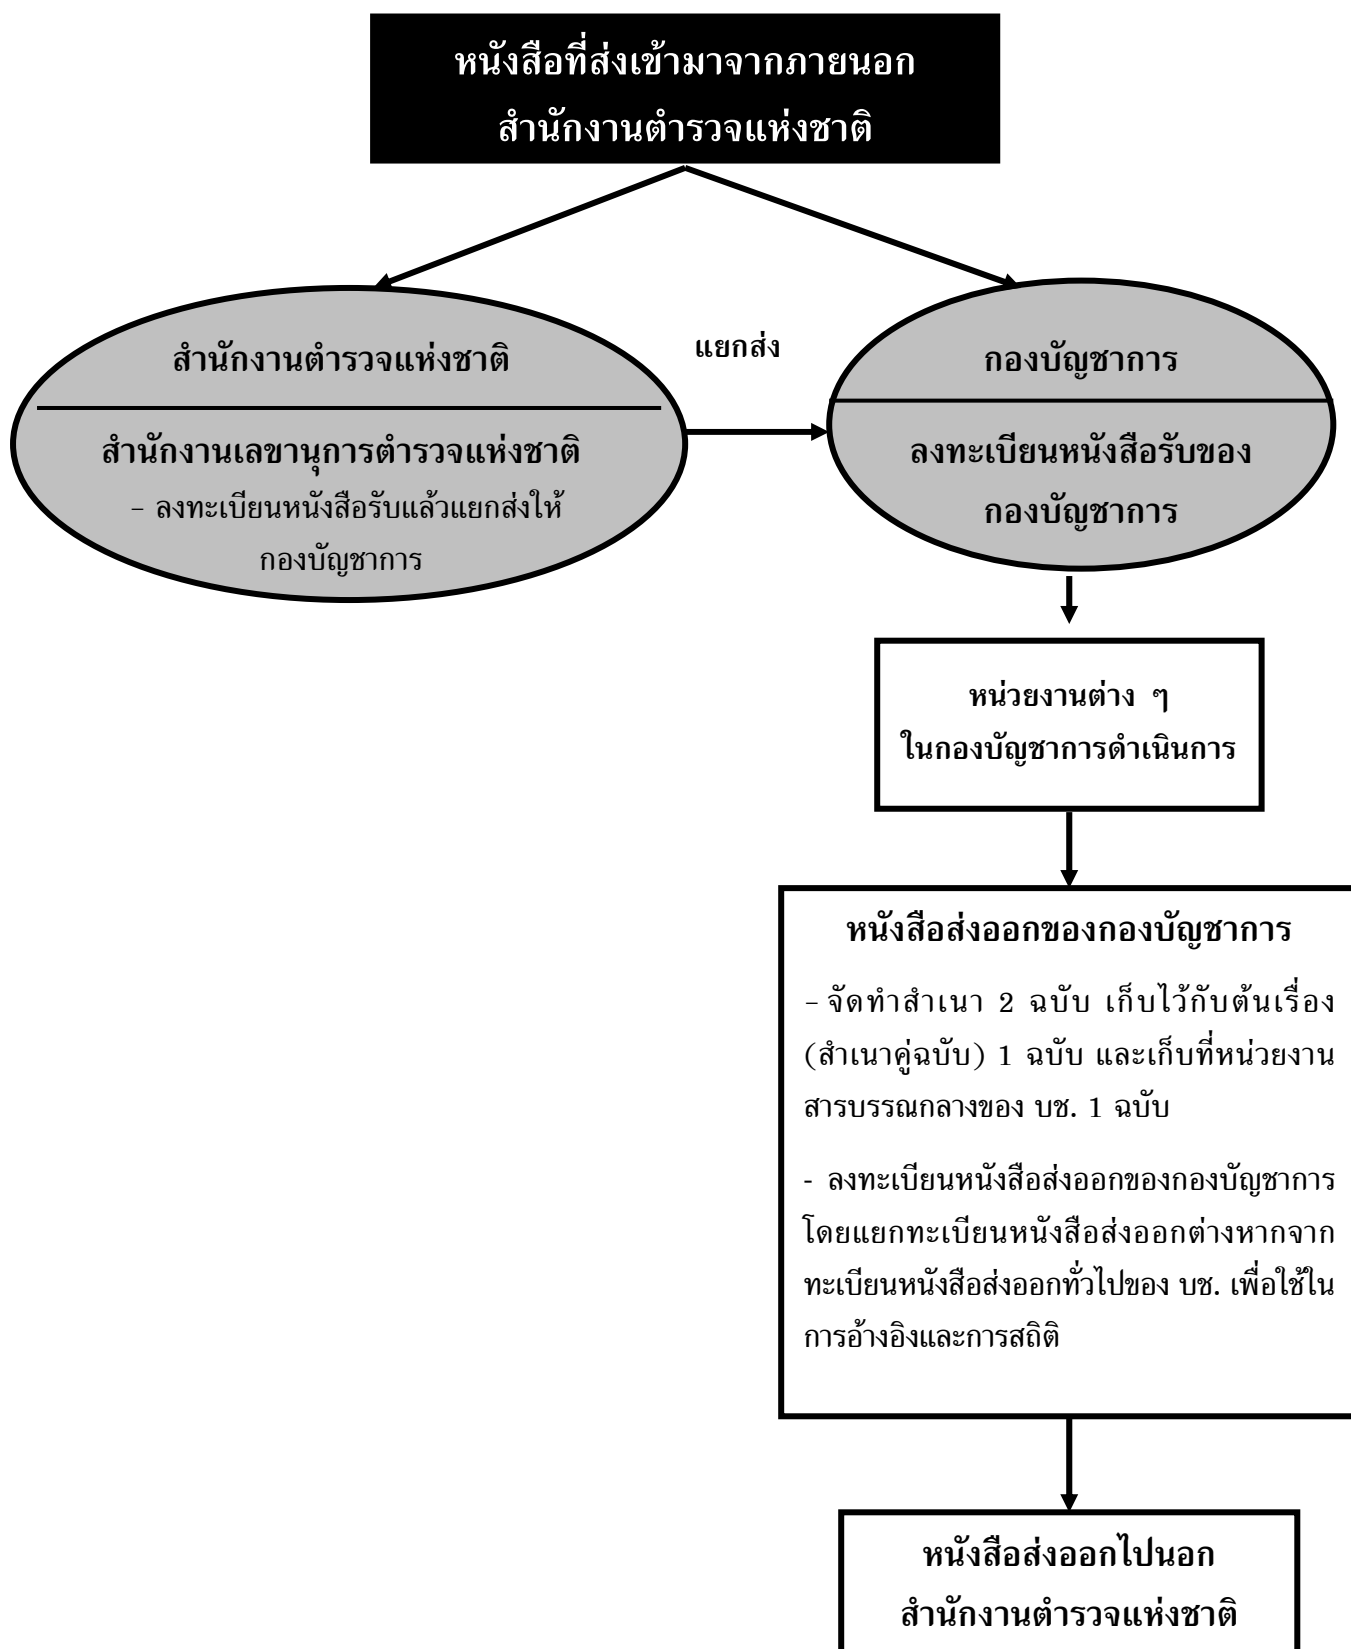 หนังสือที่ส่งเข้ามาจากภายนอก
สำนักงานตำรวจแห่งชาติ
สำนักงานตำรวจแห่งชาติ
สำนักงานเลขานุการตำรวจแห่งชาติ
- ลงทะเบียนหนังสือรับแล้วแยกส่งให้
กองบัญชาการ
แยกส่ง
กองบัญชาการ
ลงทะเบียนหนังสือรับของ
กองบัญชาการ
หน่วยงานต่าง ๆ
ในกองบัญชาการดำเนินการ
หนังสือส่งออกของกองบัญชาการ
- จัดทำสำเนา 2 ฉบับ เก็บไว้กับต้นเรื่อง
(สำเนาคู่ฉบับ) 1 ฉบับ และเก็บที่หน่วยงาน
สารบรรณกลางของ บช. 1 ฉบับ
- ลงทะเบียนหนังสือส่งออกของกองบัญชาการ
โดยแยกทะเบียนหนังสือส่งออกต่างหากจาก
ทะเบียนหนังสือส่งออกทั่วไปของ บช. เพื่อใช้ใน
การอ้างอิงและการสถิติ
หนังสือส่งออกไปนอก
สำนักงานตำรวจแห่งชาติ